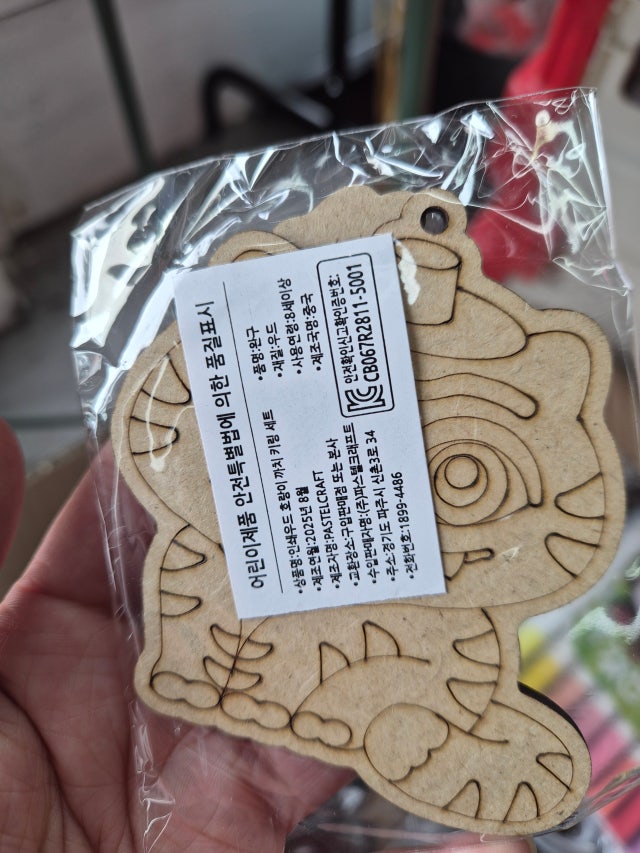 어린이제품 안전특별법에 의한 품질표시
•상품명:인쇄우드 호랑이 까치 키링 세트
•제조연월:2025년 8월
•제조자명:PASTELCRAFT
•교환장소:구입판매점 또는 본사
•수입판매자명:(주)파스텔크래프트
•주소:경기도 파주시 신촌3로 34
•전화번호:1899-4486
•품명:완구
•재질:우드
•사용연령:8세이상
•제조국명:중국
안전확인신고확인증번호:
CB067R2811-5001